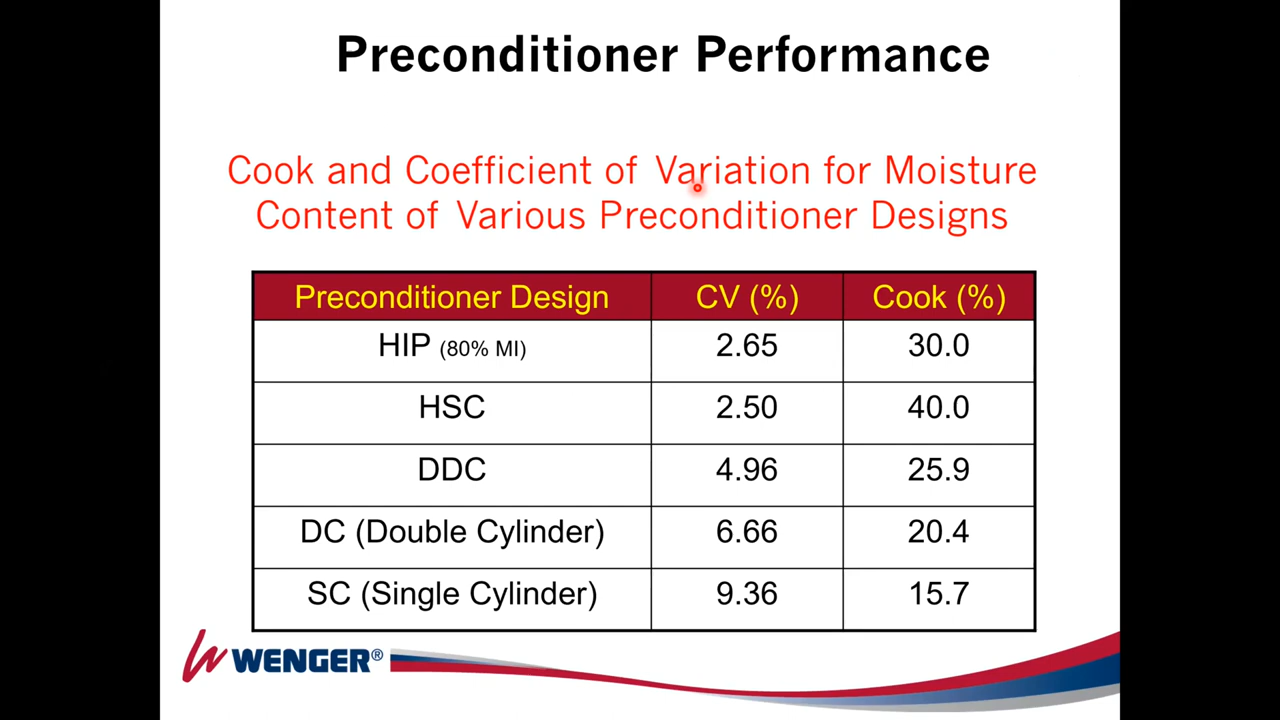 Preconditioner Performance
Cook and Coefficient of Variation for Moisture
Content of Various Preconditioner Designs
Preconditioner Design CV (%) Cook (%)
HIP (80% MI) 2.65 30.0
HSC 2.50 40.0
DDC 4.96 25.9
DC (Double Cylinder) 6.66 20.4
SC (Single Cylinder) 9.36 15.7
WENGER®